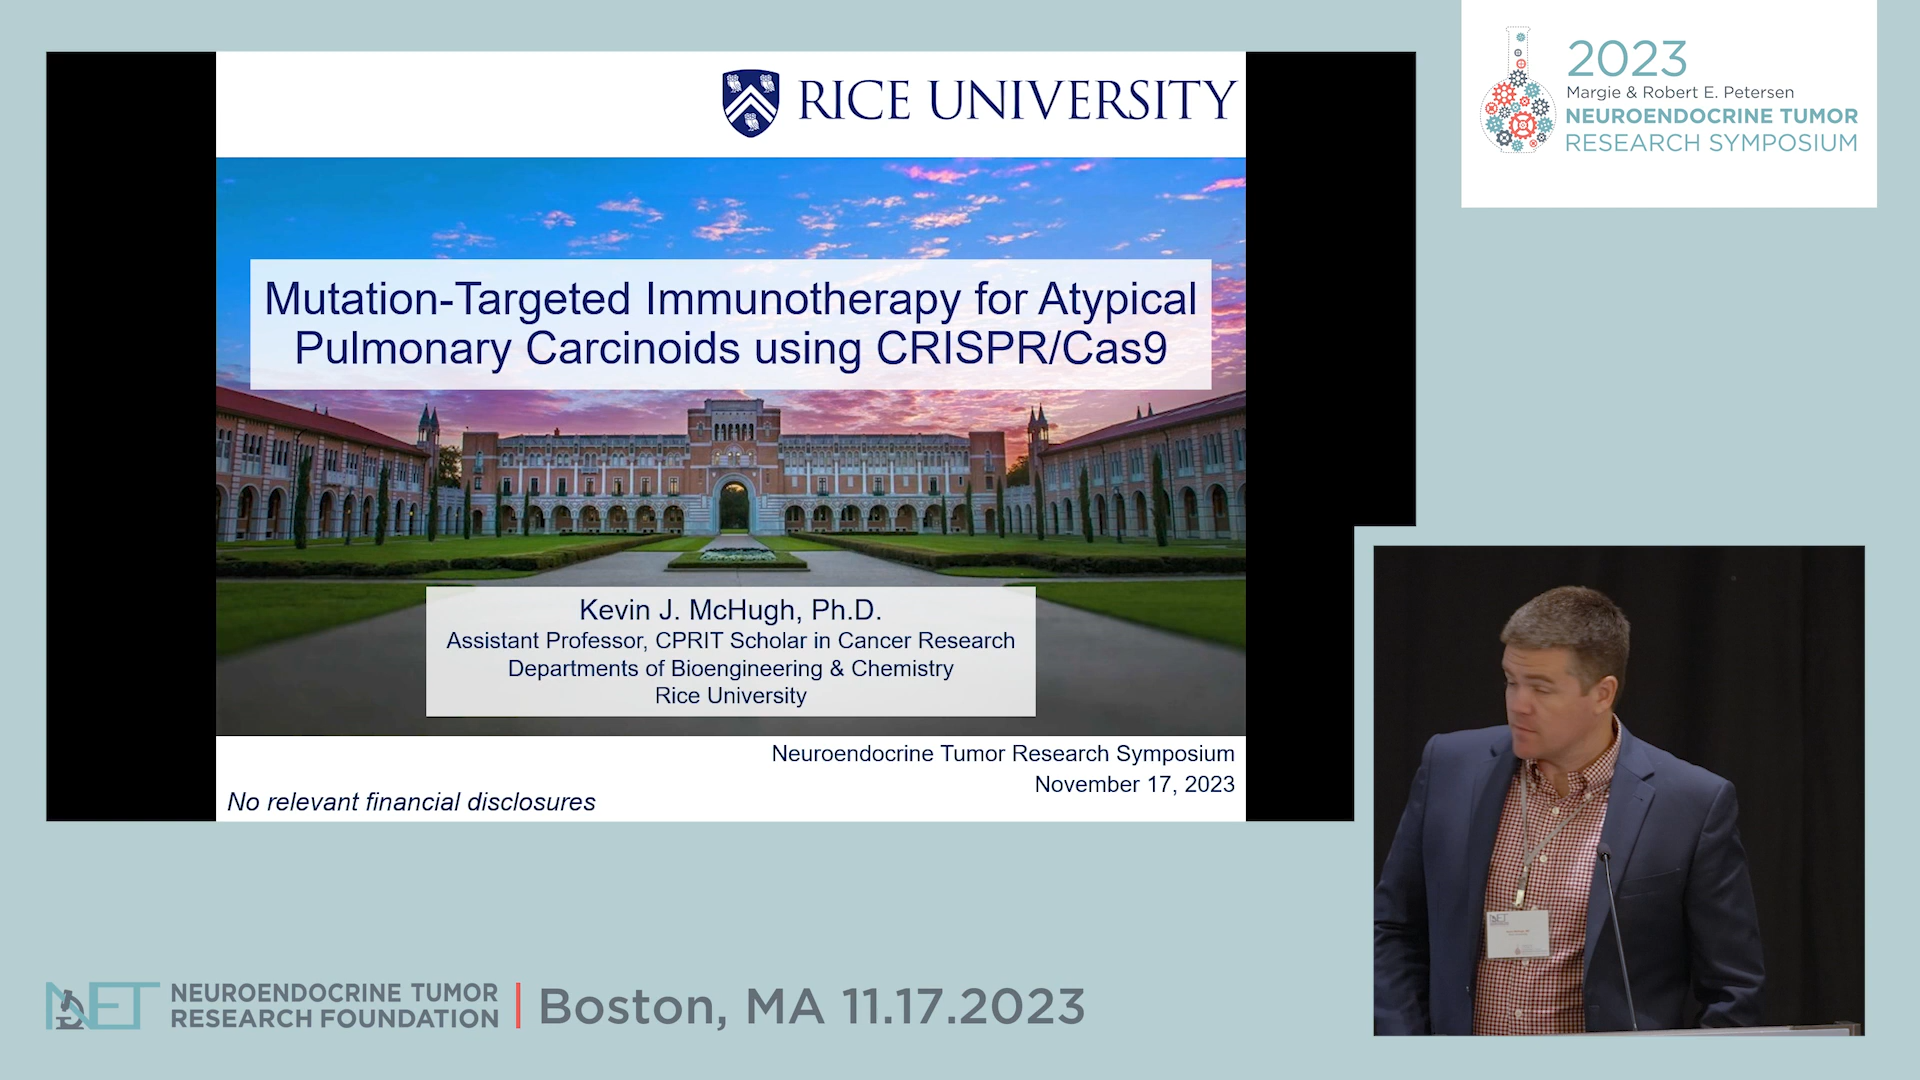 RICE UNIVERSITY
Mutation-Targeted Immunotherapy for Atypical
Pulmonary Carcinoids using CRISPR/Cas9
Kevin J. McHugh, Ph.D.
Assistant Professor, CPRIT Scholar in Cancer Research
Departments of Bioengineering & Chemistry
Rice University
Neuroendocrine Tumor Research Symposium
November 17, 2023
No relevant financial disclosures
2023
Margie & Robert E. Petersen
NEUROENDOCRINE TUMOR
RESEARCH SYMPOSIUM
NET
NEUROENDOCRINE TUMOR
RESEARCH FOUNDATION
Boston, MA 11.17.2023